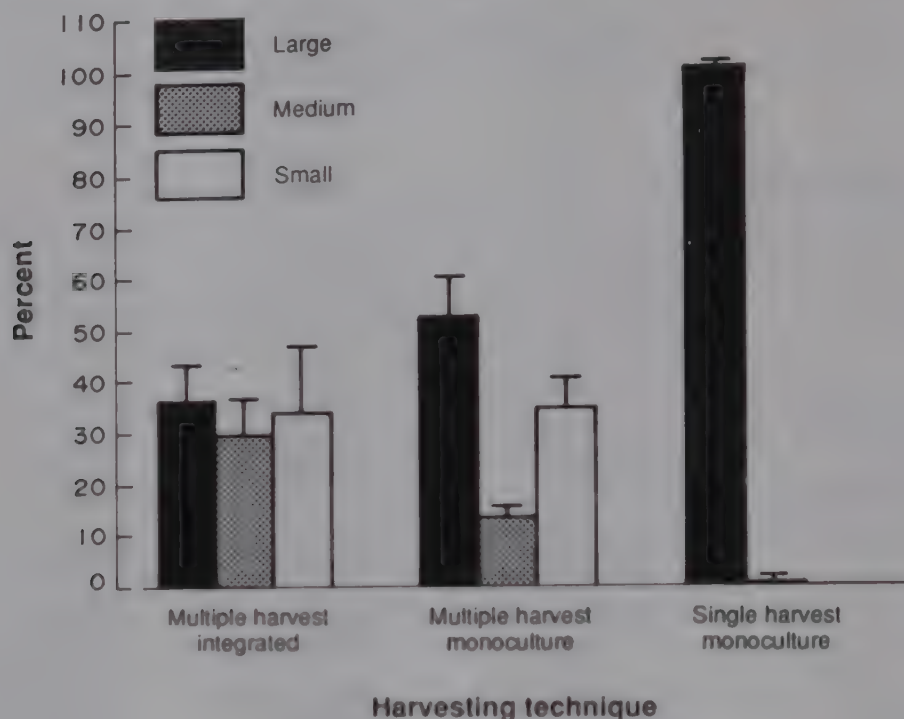 Percent
110
100
90
80
70
60
50
40
30
20
10
0
Large
Medium
Small
Multiple harvest
integrated
Multiple harvest
monoculture
Single harvest
monoculture
Harvesting technique